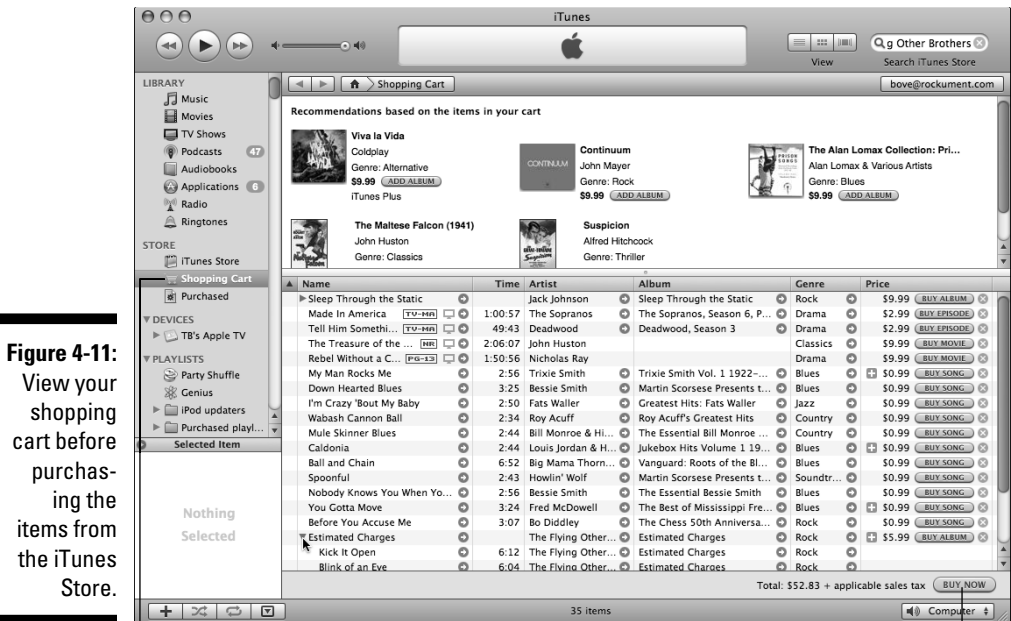 iTunes
g Other Brothers
View
Search iTunes Store
LIBRARY
Music
Movies
TV Shows
Podcasts 47
Audiobooks
Applications 6
Radio
Ringtones
STORE
iTunes Store
Shopping Cart
Purchased
DEVICES
TB's Apple TV
PLAYLISTS
Party Shuffle
Genius
iPod updaters
Purchased playl...
Selected Item
Nothing
Selected
Shopping Cart
bove@rockument.com
Recommendations based on the items in your cart
Viva la Vida
Coldplay
Genre: Alternative
$9.99 ADD ALBUM
iTunes Plus
CONTINUUM
Continuum
John Mayer
Genre: Rock
$9.99 ADD ALBUM
PRISON
SONGS
The Alan Lomax Collection: Pri...
Alan Lomax & Various Artists
Genre: Blues
$9.99 ADD ALBUM
The Maltese Falcon (1941)
John Huston
Genre: Classics
Suspicion
Suspicion
Alfred Hitchcock
Genre: Thriller
Name Time Artist Album Genre Price
Sleep Through the Static Jack Johnson Sleep Through the Static Rock $9.99 BUY ALBUM
Made In America TV-MA 1:00:57 The Sopranos The Sopranos, Season 6, P... Drama $2.99 BUY EPISODE
Tell Him Somethi... TV-MA 49:43 Deadwood Deadwood, Season 3 Drama $2.99 BUY EPISODE
The Treasure of the ... NR 2:06:07 John Huston Classics $9.99 BUY MOVIE
Rebel Without a C... PG-13 1:50:56 Nicholas Ray Drama $9.99 BUY MOVIE
My Man Rocks Me 2:56 Trixie Smith Trixie Smith Vol. 1 1922-... Blues $0.99 BUY SONG
Down Hearted Blues 3:25 Bessie Smith Martin Scorsese Presents t... Blues $0.99 BUY SONG
I'm Crazy 'Bout My Baby 2:50 Fats Waller Greatest Hits: Fats Waller Jazz $0.99 BUY SONG
Wabash Cannon Ball 2:34 Roy Acuff Roy Acuff's Greatest Hits Country $0.99 BUY SONG
Mule Skinner Blues 2:44 Bill Monroe & Hi... The Essential Bill Monroe ... Country $0.99 BUY SONG
Caldonia 2:44 Louis Jordan & H... Jukebox Hits Volume 1 19... Blues $0.99 BUY SONG
Ball and Chain 6:52 Big Mama Thorn... Vanguard: Roots of the Bl... Blues $0.99 BUY SONG
Spoonful 2:43 Howlin' Wolf Martin Scorsese Presents t... Soundtr... $0.99 BUY SONG
Nobody Knows You When Yo... 2:56 Bessie Smith The Essential Bessie Smith Blues $0.99 BUY SONG
You Gotta Move 3:24 Fred McDowell The Best of Mississippi Fre... Blues $0.99 BUY SONG
Before You Accuse Me 3:07 Bo Diddley The Chess 50th Anniversa... Rock $0.99 BUY SONG
Estimated Charges The Flying Other... Estimated Charges Rock $5.99 BUY ALBUM
Kick It Open 6:12 The Flying Other... Estimated Charges Rock
Blink of an Eye 6:04 The Flying Other... Estimated Charges Rock
Total: $52.83 + applicable sales tax BUY NOW
35 items
Computer
Figure 4-11:
View your
shopping
cart before
purchas-
ing the
items from
the iTunes
Store.